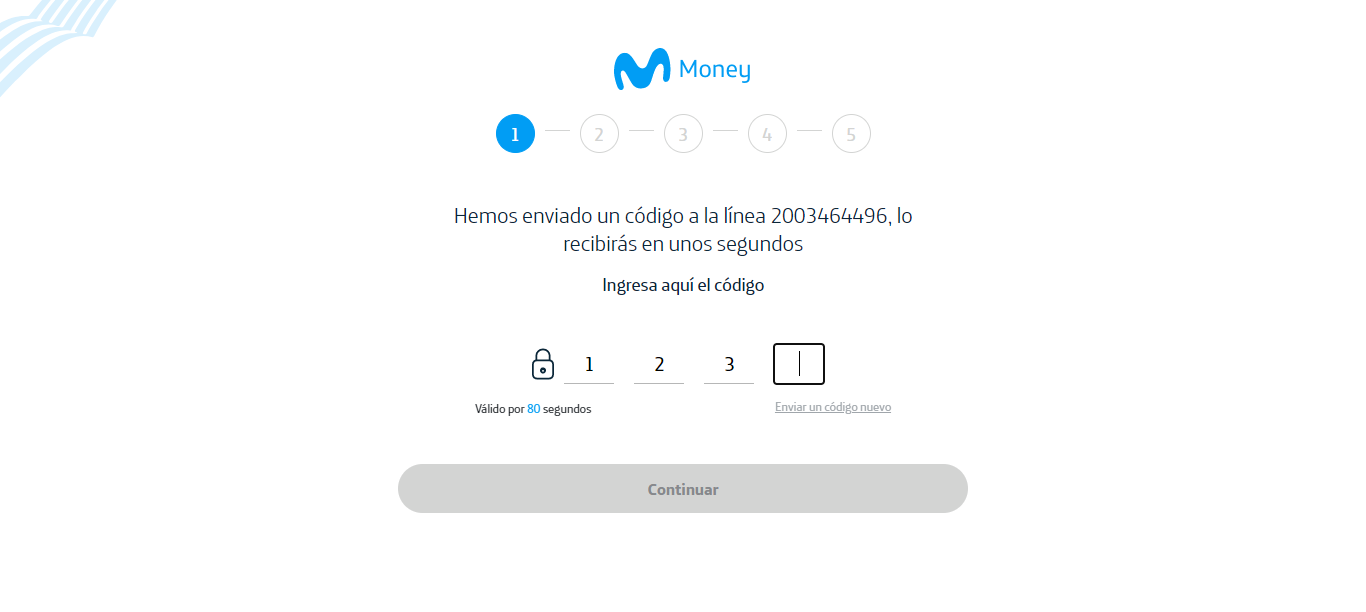 Money
1 2 3 4 5
Hemos enviado un código a la línea 2003464496, lo
recibirás en unos segundos
Ingresa aquí el código
1 2 3
Válido por 80 segundos
Enviar un código nuevo
Continuar